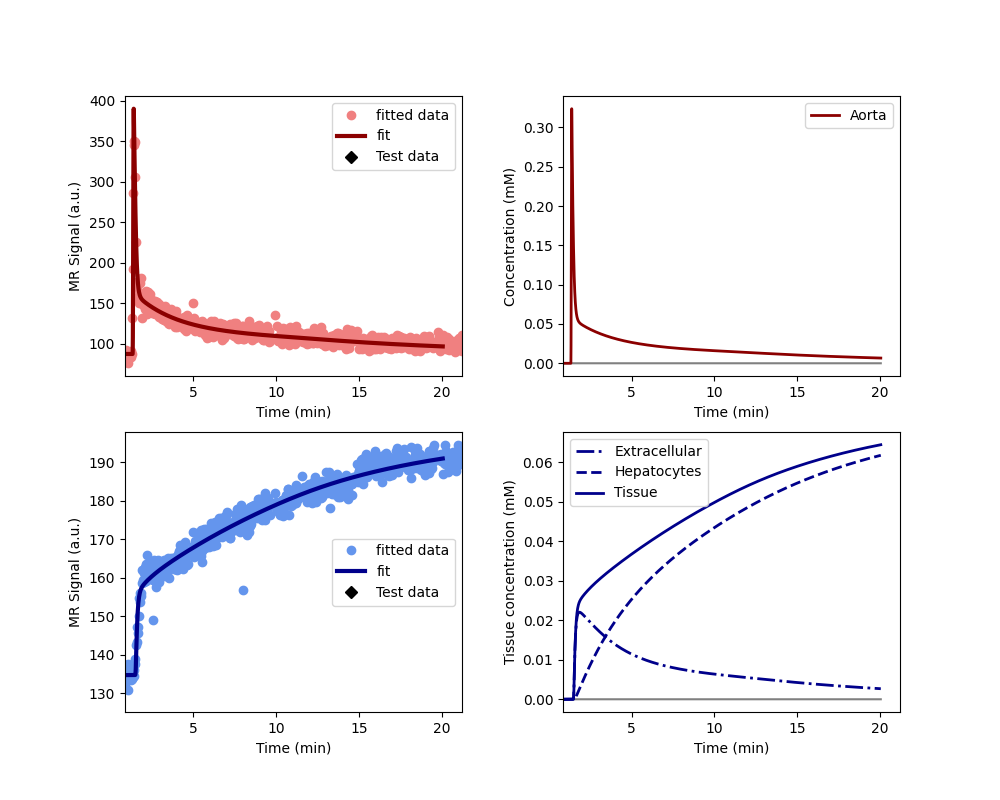 MR Signal (a.u.)
400
350
300
250
200
150
100
fitted data
fit
Test data
5 10 15 20
Time (min)
Concentration (mM)
0.30
0.25
0.20
0.15
0.10
0.05
0.00
Aorta
5 10 15 20
Time (min)
MR Signal (a.u.)
190
180
170
160
150
140
130
fitted data
fit
Test data
5 10 15 20
Time (min)
Tissue concentration (mM)
0.06
0.05
0.04
0.03
0.02
0.01
0.00
Extracellular
Hepatocytes
Tissue
5 10 15 20
Time (min)